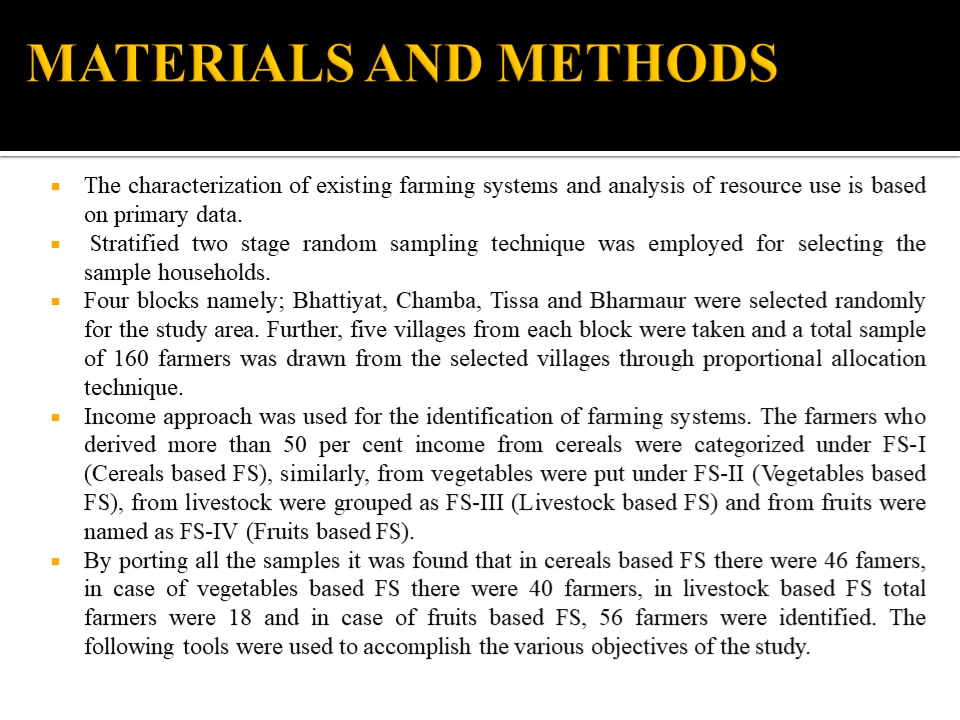 MATERIALS AND METHODS
▪ The characterization of existing farming systems and analysis of resource use is based
on primary data.
▪ Stratified two stage random sampling technique was employed for selecting the
sample households.
▪ Four blocks namely; Bhattiyat, Chamba, Tissa and Bharmaur were selected randomly
for the study area. Further, five villages from each block were taken and a total sample
of 160 farmers was drawn from the selected villages through proportional allocation
technique.
▪ Income approach was used for the identification of farming systems. The farmers who
derived more than 50 per cent income from cereals were categorized under FS-I
(Cereals based FS), similarly, from vegetables were put under FS-II (Vegetables based
FS), from livestock were grouped as FS-III (Livestock based FS) and from fruits were
named as FS-IV (Fruits based FS).
▪ By porting all the samples it was found that in cereals based FS there were 46 famers,
in case of vegetables based FS there were 40 farmers, in livestock based FS total
farmers were 18 and in case of fruits based FS, 56 farmers were identified. The
following tools were used to accomplish the various objectives of the study.